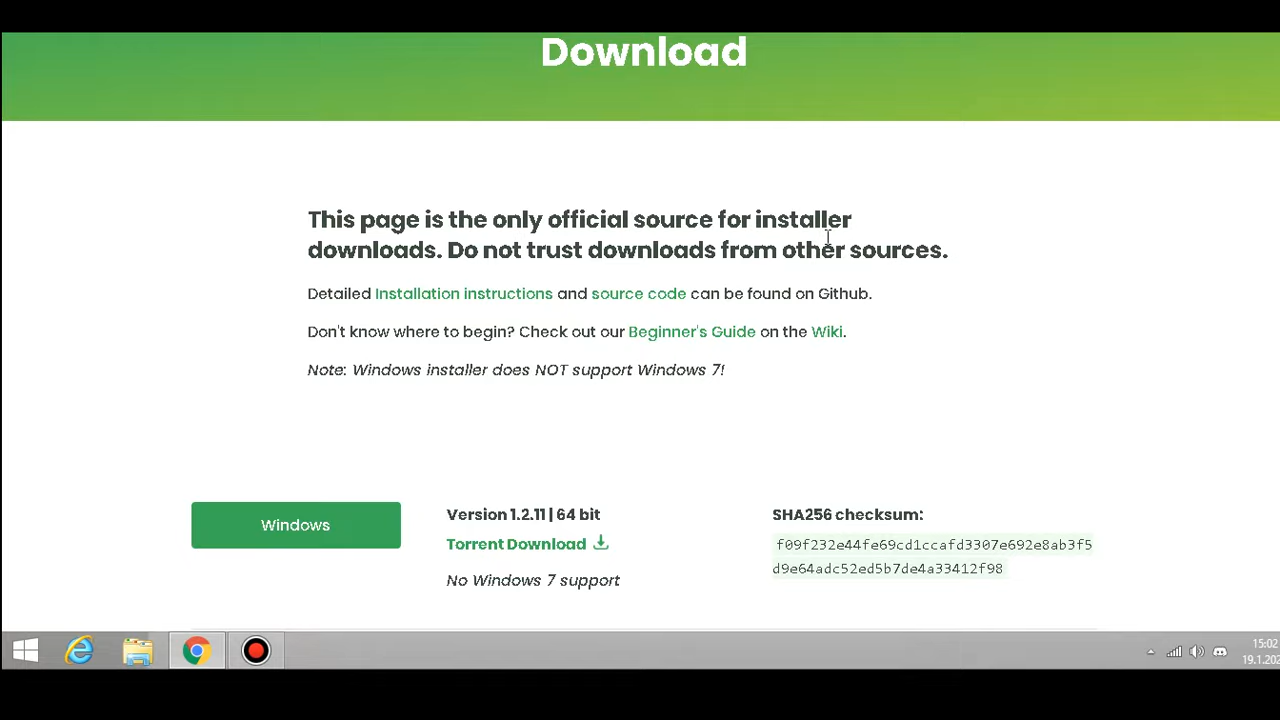 Download
This page is the only official source for installer
downloads. Do not trust downloads from other sources.
Detailed Installation instructions and source code can be found on Github.
Don't know where to begin? Check out our Beginner's Guide on the Wiki.
Note: Windows installer does NOT support Windows 7!
Windows
Version 1.2.11 | 64 bit
Torrent Download
No Windows 7 support
SHA256 checksum:
f09f232e44fe69cd1ccafd3307e692e8ab3f5
d9e64adc52ed5b7de4a33412f98
15:02
19.1.202